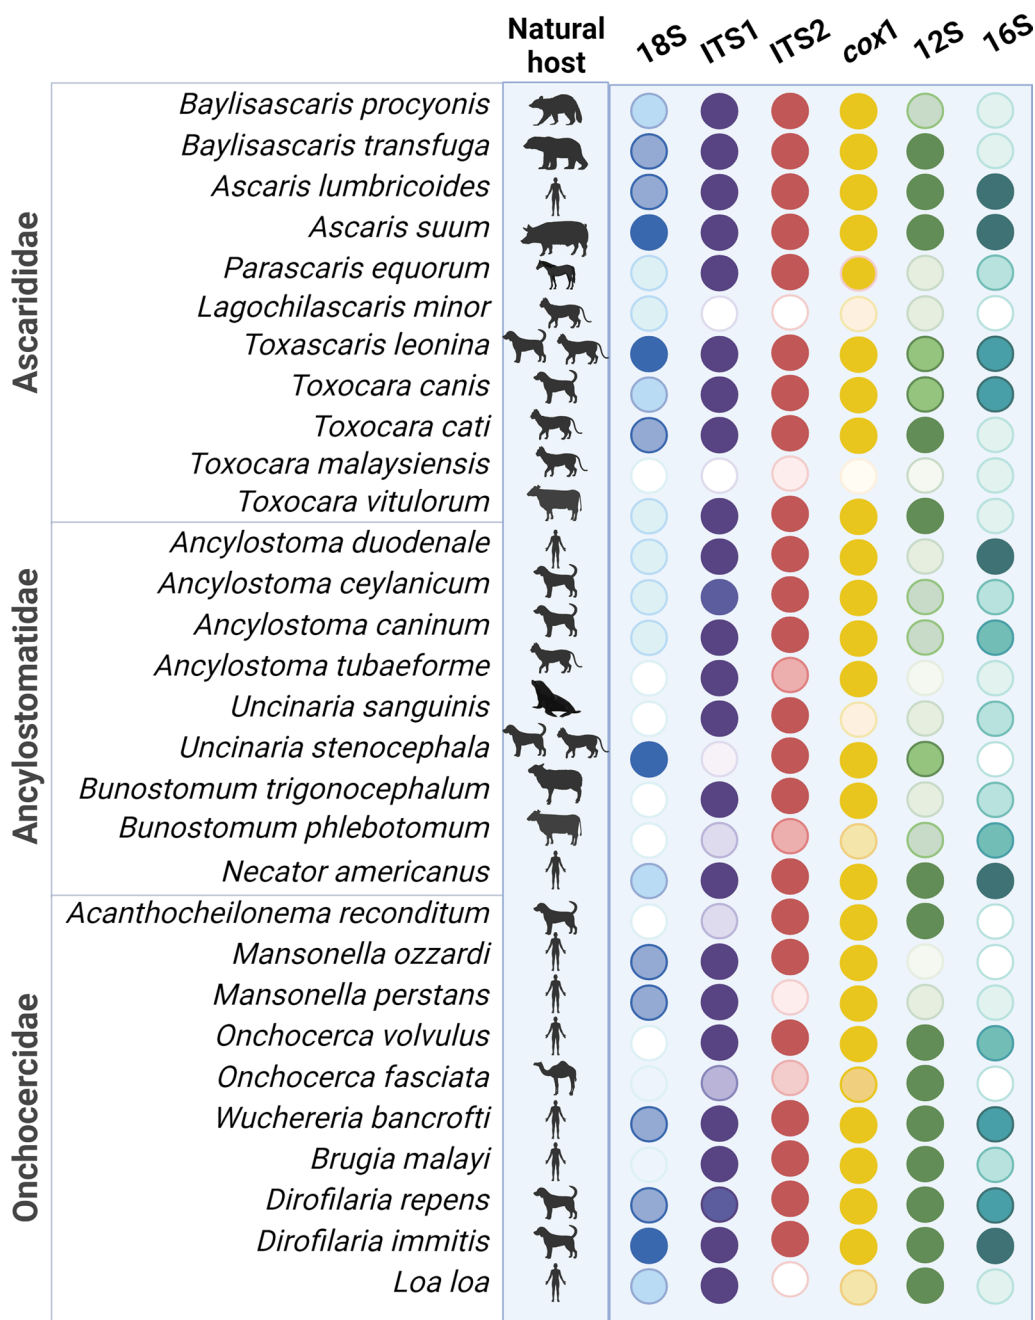 Natural
host
18S ITS1 ITS2 cox1 12S 16S
Ascarididae
Baylisascaris procyonis
Baylisascaris transfuga
Ascaris lumbricoides
Ascaris suum
Parascaris equorum
Lagochilascaris minor
Toxascaris leonina
Toxocara canis
Toxocara cati
Toxocara malaysiensis
Toxocara vitulorum
Ancylostomatidae
Ancylostoma duodenale
Ancylostoma ceylanicum
Ancylostoma caninum
Ancylostoma tubaeforme
Uncinaria sanguinis
Uncinaria stenocephala
Bunostomum trigonocephalum
Bunostomum phlebotomum
Necator americanus
Onchocercidae
Acanthocheilonema reconditum
Mansonella ozzardi
Mansonella perstans
Onchocerca volvulus
Onchocerca fasciata
Wuchereria bancrofti
Brugia malayi
Dirofilaria repens
Dirofilaria immitis
Loa loa